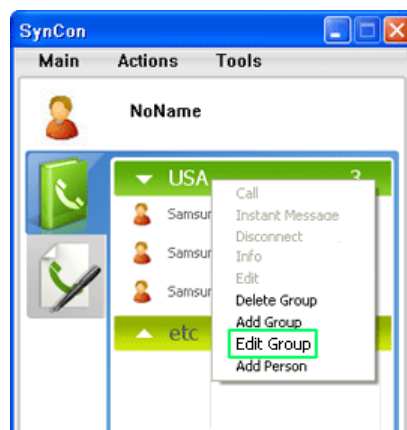 SynCon
Main Actions Tools
NoName
USA 3
Call
Samsur Instant Message
Disconnect
Samsur Info
Edit
Samsur Delete Group
Add Group
etc Edit Group
Add Person